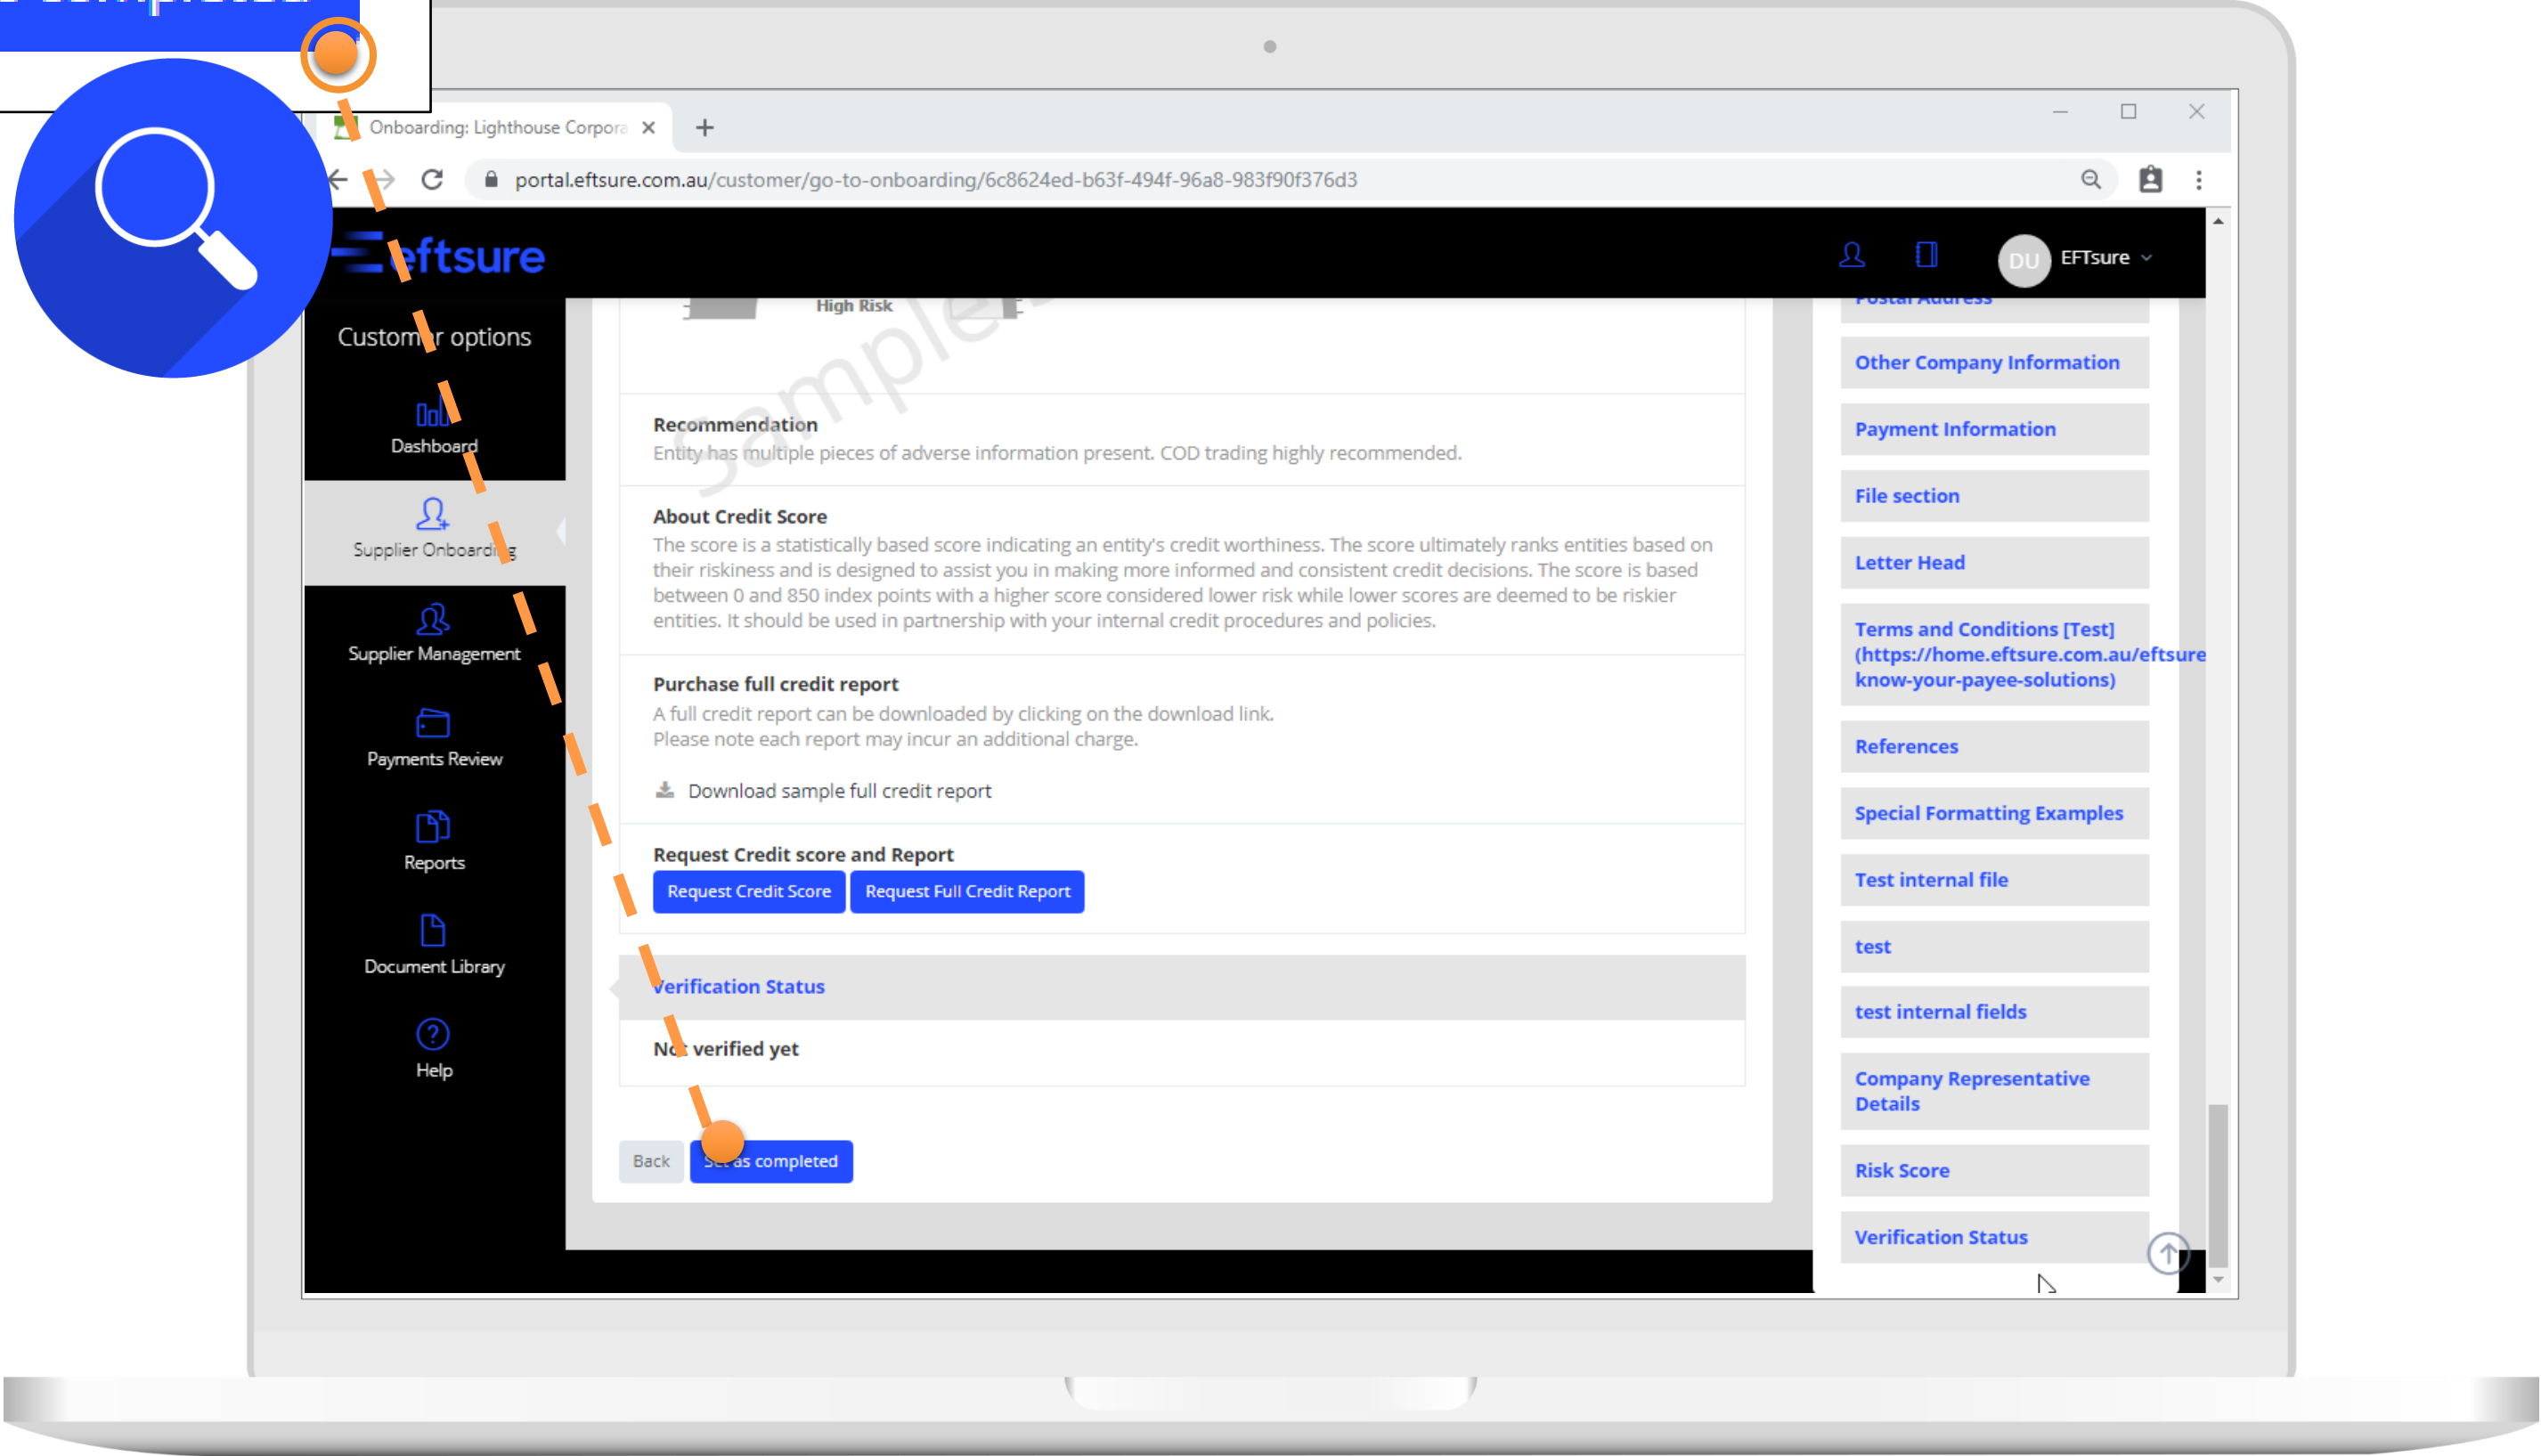 Onboarding: Lighthouse Corpora
portal.eftsure.com.au/customer/go-to-onboarding/6c8624ed-b63f-494f-96a8-983f90f376d3
eftsure
DU
EFTsure
Customer options
Dashboard
Supplier Onboarding
Supplier Management
Payments Review
Reports
Document Library
Help
High Risk
Sample
Recommendation
Entity has multiple pieces of adverse information present. COD trading highly recommended.
About Credit Score
The score is a statistically based score indicating an entity's credit worthiness. The score ultimately ranks entities based on
their riskiness and is designed to assist you in making more informed and consistent credit decisions. The score is based
between 0 and 850 index points with a higher score considered lower risk while lower scores are deemed to be riskier
entities. It should be used in partnership with your internal credit procedures and policies.
Purchase full credit report
A full credit report can be downloaded by clicking on the download link.
Please note each report may incur an additional charge.
Download sample full credit report
Request Credit score and Report
Request Credit Score
Request Full Credit Report
Verification Status
Not verified yet
Back
Set as completed
Postal Address
Other Company Information
Payment Information
File section
Letter Head
Terms and Conditions [Test]
(https://home.eftsure.com.au/eftsure
know-your-payee-solutions)
References
Special Formatting Examples
Test internal file
test
test internal fields
Company Representative
Details
Risk Score
Verification Status